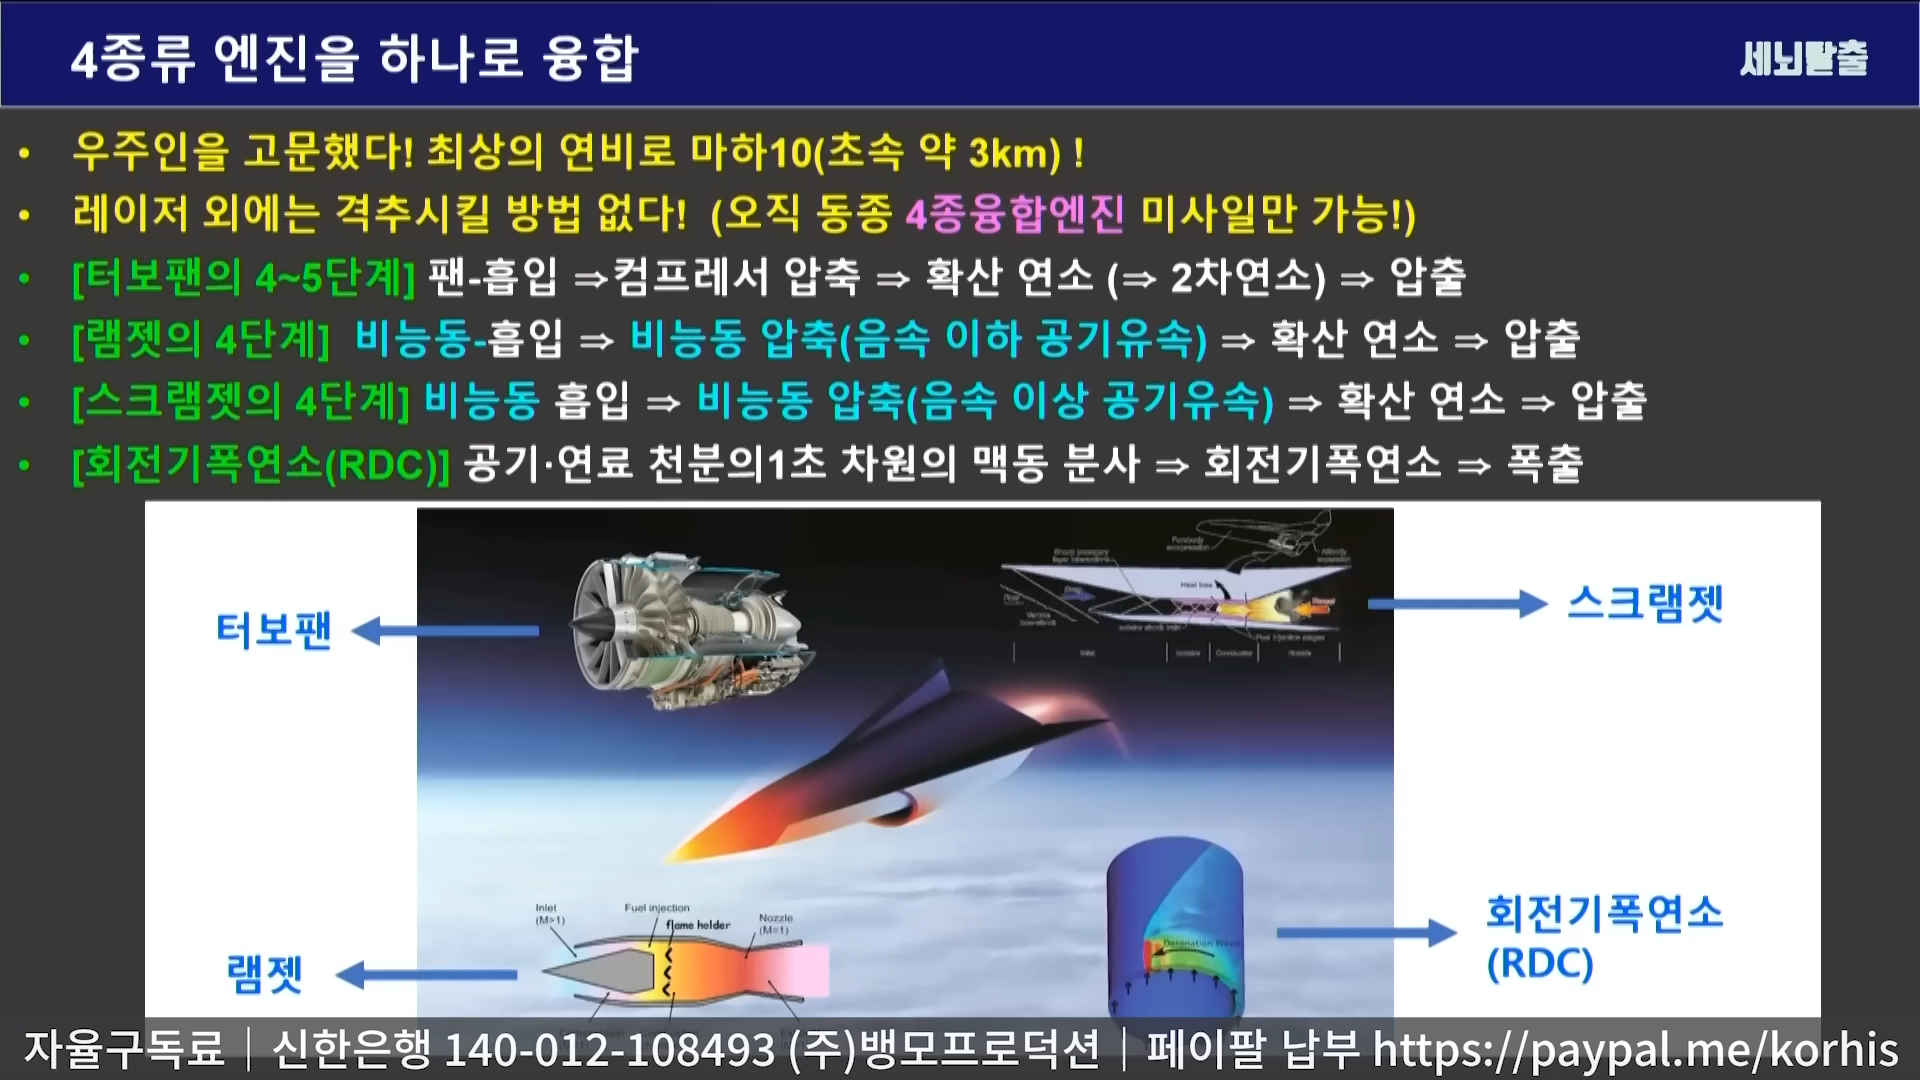 4종류 엔진을 하나로 융합
세뇌탈출
• 우주인을 고문했다! 최상의 연비로 마하10(초속 약 3km) !
• 레이저 외에는 격추시킬 방법 없다! (오직 동종 4종융합엔진 미사일만 가능!)
• [터보팬의 4~5단계] 팬-흡입 ⇒컴프레서 압축 ⇒ 확산 연소 (⇒ 2차연소) ⇒ 압출
• [램젯의 4단계] 비능동-흡입 ⇒ 비능동 압축(음속 이하 공기유속) ⇒ 확산 연소 ⇒ 압출
• [스크램젯의 4단계] 비능동 흡입 ⇒ 비능동 압축(음속 이상 공기유속) ⇒ 확산 연소 ⇒ 압출
• [회전기폭연소(RDC)] 공기·연료 천분의1초 차원의 맥동 분사 ⇒ 회전기폭연소 ⇒ 폭출
Heat loss
Inlet
터보팬
스크램젯
Inlet
(M>1)
Fuel injection
flame holder
Nozzle
(M=1)
Detonation Wave
램젯
회전기폭연소
(RDC)
자율구독료｜신한은행 140-012-108493 (주)뱅모프로덕션｜페이팔 납부 https://paypal.me/korhis